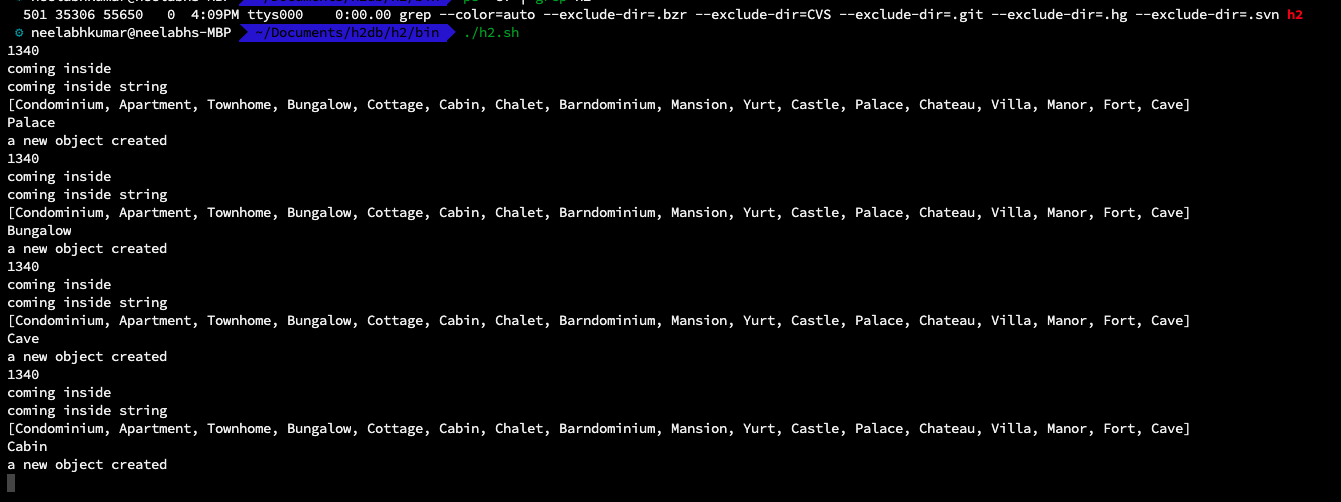 501 35306 55650 0 4:09PM ttys000 0:00.00 grep --color=auto --exclude-dir=.bzr --exclude-dir=CVS --exclude-dir=.git --exclude-dir=.hg --exclude-dir=.svn h2
neelabhkumar@neelabhs-MBP ~/Documents/h2db/h2/bin ./h2.sh
1340
coming inside
coming inside string
[Condominium, Apartment, Townhome, Bungalow, Cottage, Cabin, Chalet, Barndominium, Mansion, Yurt, Castle, Palace, Chateau, Villa, Manor, Fort, Cave]
Palace
a new object created
1340
coming inside
coming inside string
[Condominium, Apartment, Townhome, Bungalow, Cottage, Cabin, Chalet, Barndominium, Mansion, Yurt, Castle, Palace, Chateau, Villa, Manor, Fort, Cave]
Bungalow
a new object created
1340
coming inside
coming inside string
[Condominium, Apartment, Townhome, Bungalow, Cottage, Cabin, Chalet, Barndominium, Mansion, Yurt, Castle, Palace, Chateau, Villa, Manor, Fort, Cave]
Cave
a new object created
1340
coming inside
coming inside string
[Condominium, Apartment, Townhome, Bungalow, Cottage, Cabin, Chalet, Barndominium, Mansion, Yurt, Castle, Palace, Chateau, Villa, Manor, Fort, Cave]
Cabin
a new object created